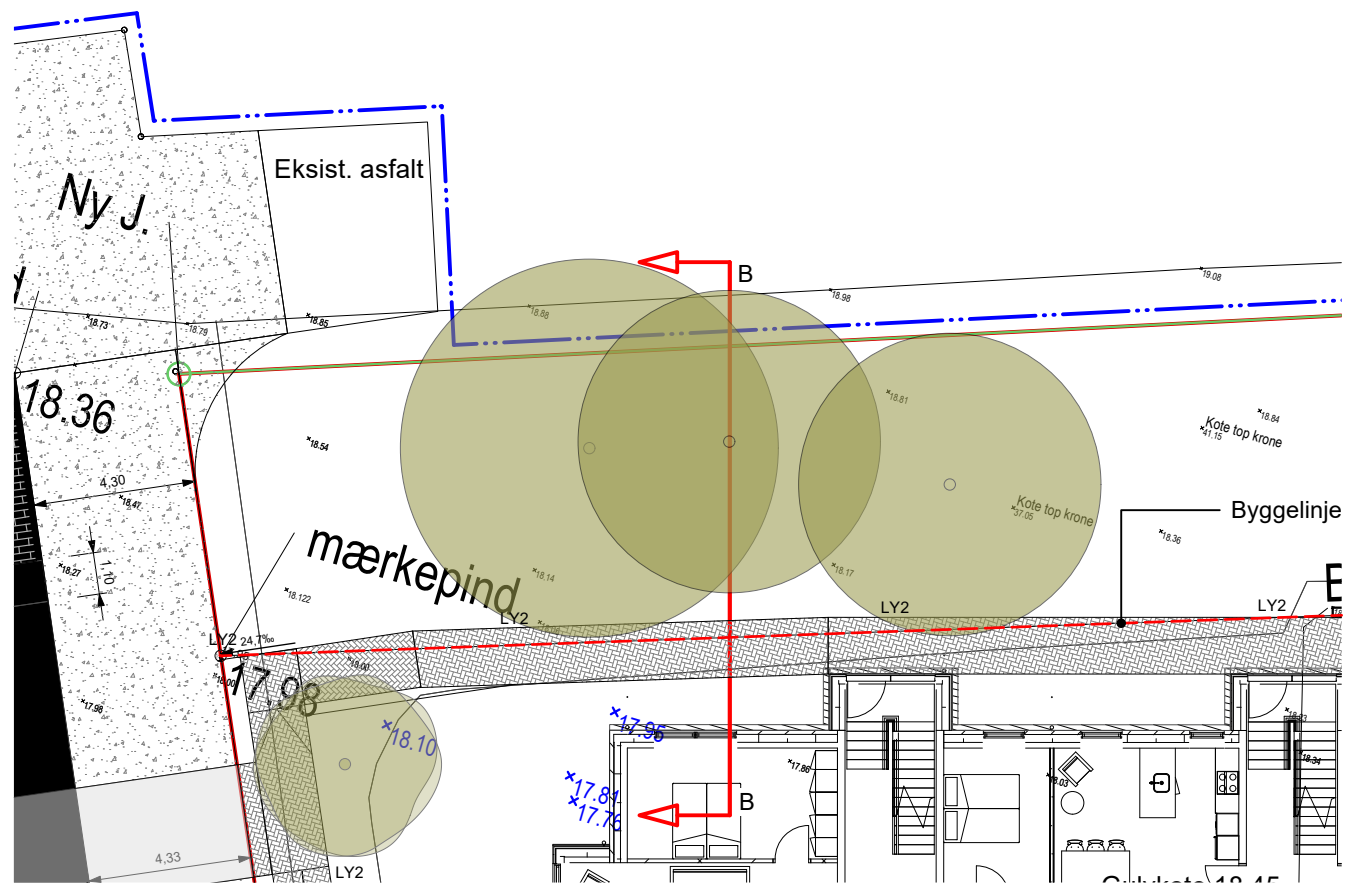 Eksist. asfalt
Ny J.
B
19.08
18.98
18.88
18.85
18.73
18.79
18.36
18.81
18.84
Kote top krone
41.15
18.54
4,30
18.47
Kote top krone
37.05
Byggelinje
18.36
1.10
18.27
mærkepind
18.14
18.17
18.122
LY2
LY2
LY2
LY2 24.7‰
18.00
18.00
17.98
17.98
18.10
17.95
18.34
17.86
18.03
17.81
17.76
B
4,33
LY2